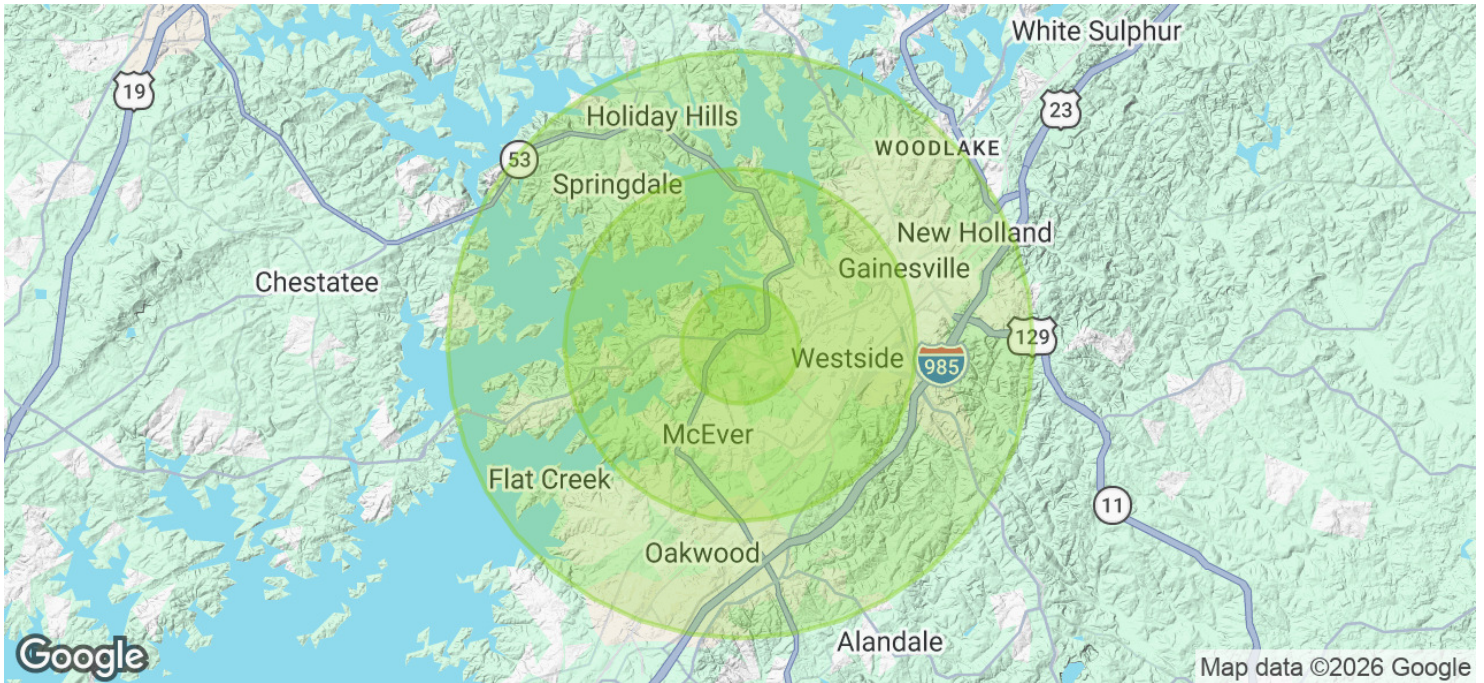 White Sulphur
19
23
Holiday Hills
WOODLAKE
53
Springdale
New Holland
Gainesville
Chestatee
129
Westside
985
McEver
Flat Creek
11
Oakwood
Alandale
Google
Map data ©2026 Google